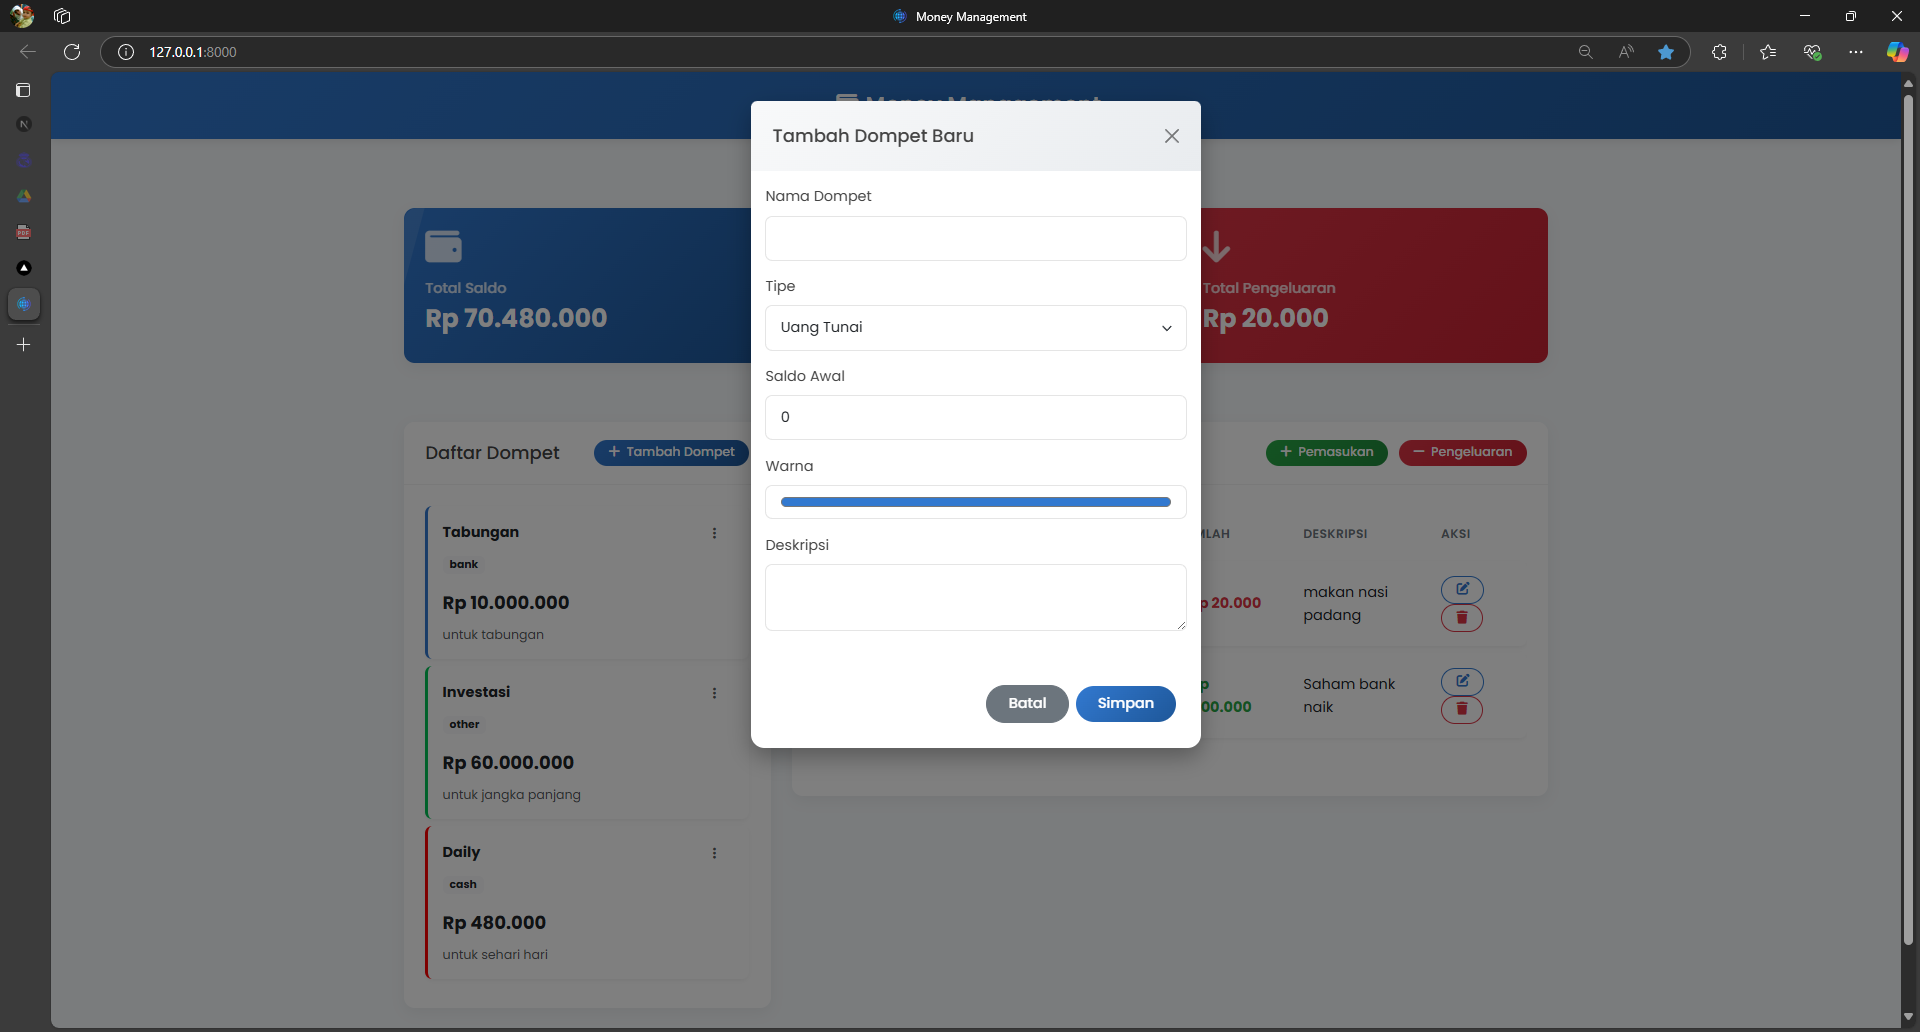 Money Management
127.0.0.1:8000
Money Management
Tambah Dompet Baru
Nama Dompet
Tipe
Uang Tunai
Saldo Awal
0
Warna
Deskripsi
Batal
Simpan
Total Saldo
Rp 70.480.000
Total Pengeluaran
Rp 20.000
Daftar Dompet
+ Tambah Dompet
Tabungan
bank
Rp 10.000.000
untuk tabungan
Investasi
other
Rp 60.000.000
untuk jangka panjang
Daily
cash
Rp 480.000
untuk sehari hari
+ Pemasukan
− Pengeluaran
DESKRIPSI
AKSI
20.000
makan nasi
padang
Saham bank
naik
00.000